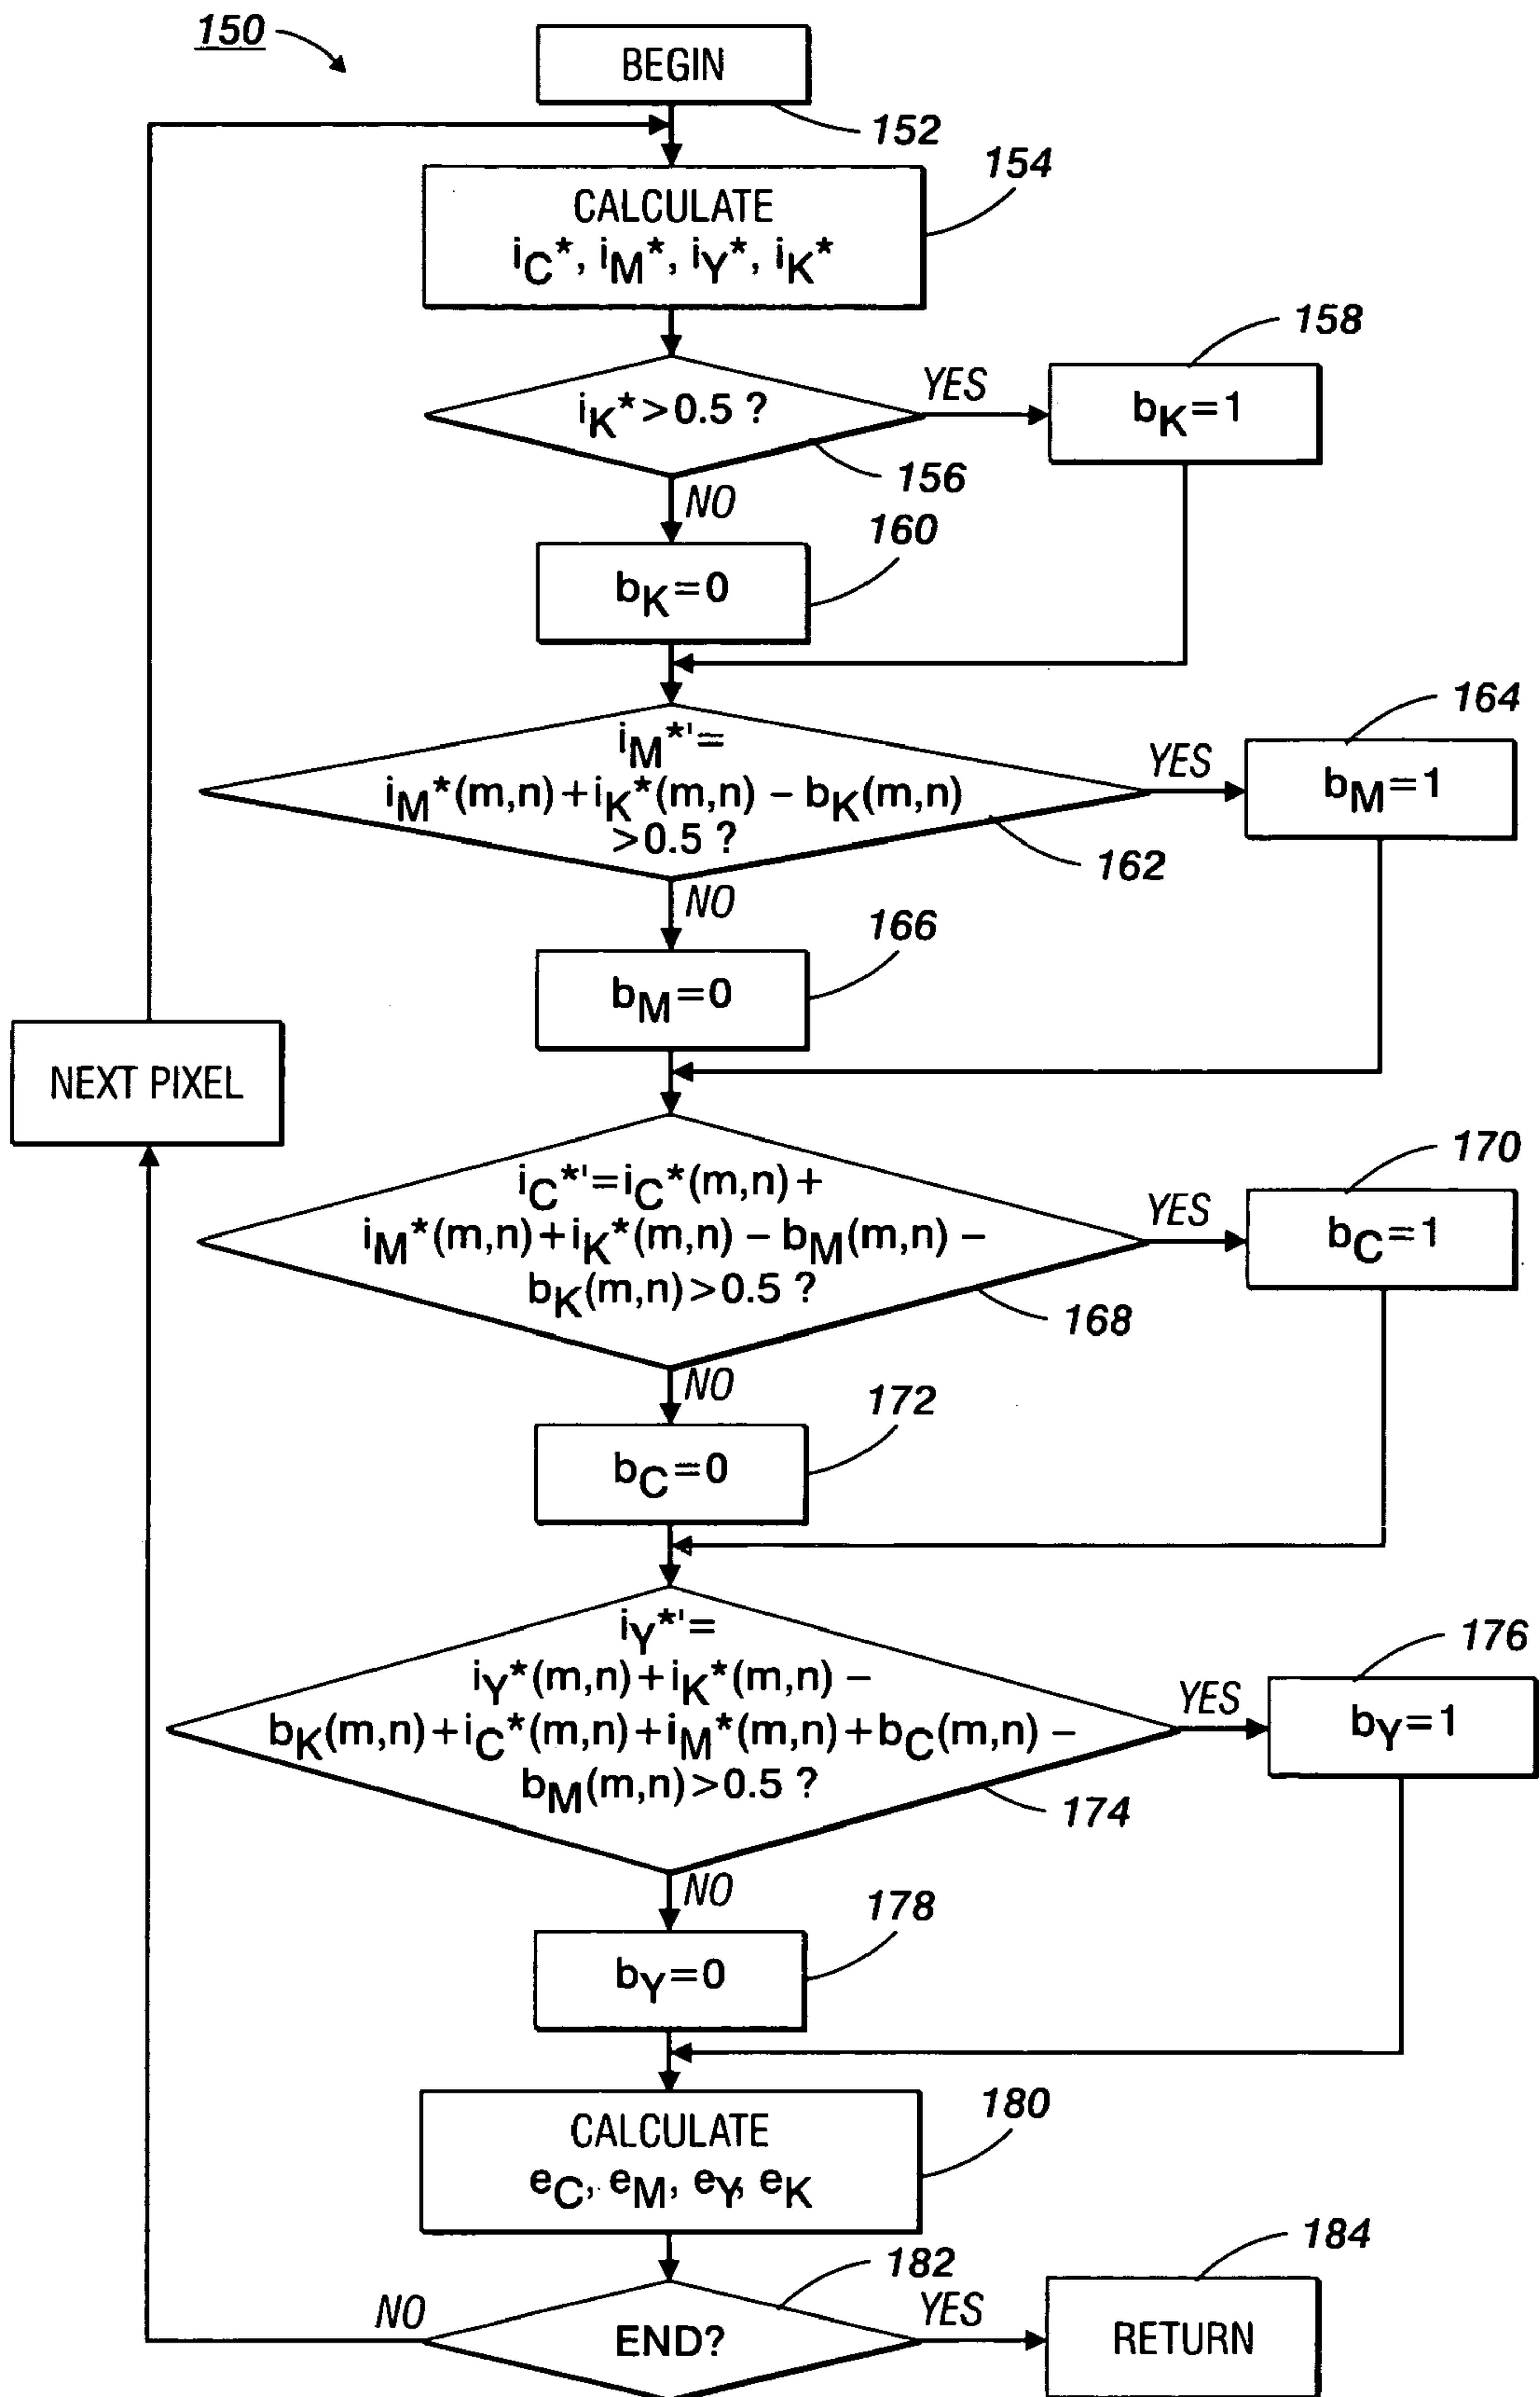 150
BEGIN
152
154
CALCULATE
iC*, iM*, iY*, iK*
158
iK*>0.5 ?
YES
bK=1
156
NO
160
bK=0
164
iM*'=
iM*(m,n)+iK*(m,n) – bK(m,n)
>0.5 ?
YES
bM=1
162
NO
166
bM=0
NEXT PIXEL
170
iC*'=iC*(m,n)+
iM*(m,n)+iK*(m,n) – bM(m,n) –
bK(m,n)>0.5 ?
YES
bC=1
168
NO
172
bC=0
176
iY*'=
iY*(m,n)+iK*(m,n) –
bK(m,n)+iC*(m,n)+iM*(m,n)+bC(m,n) –
bM(m,n)>0.5 ?
YES
bY=1
174
NO
178
bY=0
180
CALCULATE
eC, eM, eY, eK
182
184
NO
END?
YES
RETURN